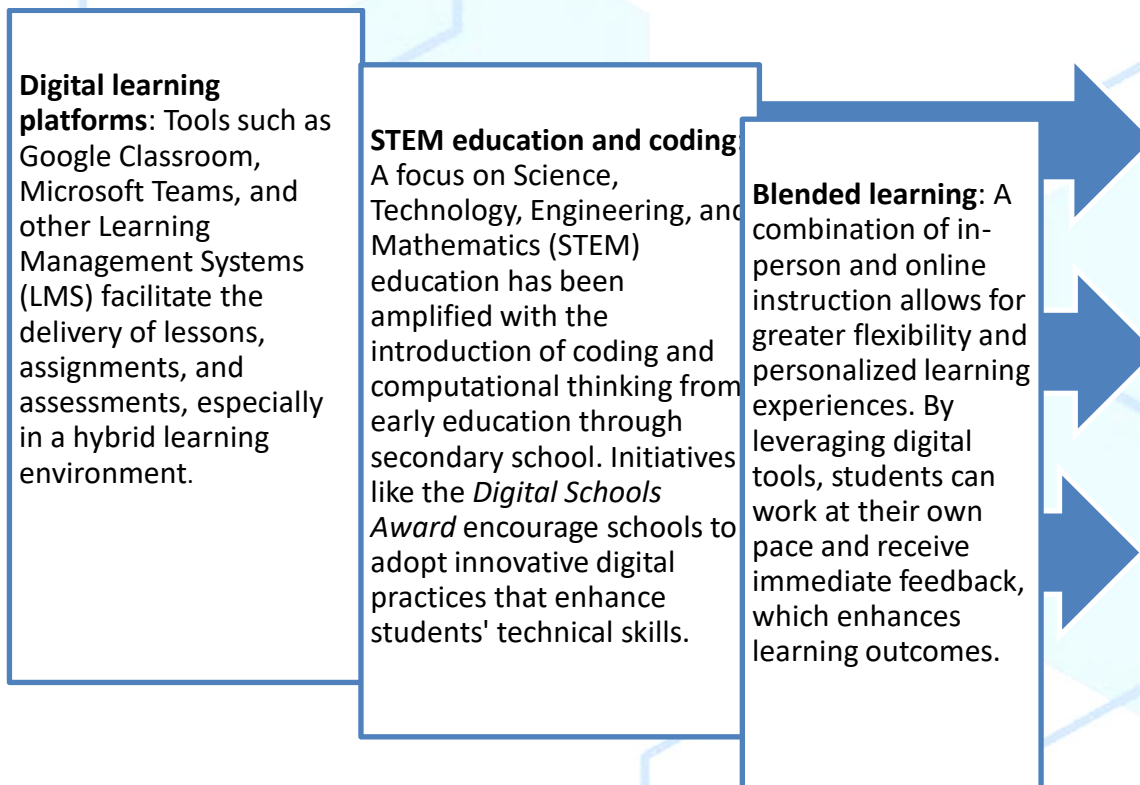 Digital learning
platforms: Tools such as
Google Classroom,
Microsoft Teams, and
other Learning
Management Systems
(LMS) facilitate the
delivery of lessons,
assignments, and
assessments, especially
in a hybrid learning
environment.
STEM education and coding:
A focus on Science,
Technology, Engineering, and
Mathematics (STEM)
education has been
amplified with the
introduction of coding and
computational thinking from
early education through
secondary school. Initiatives
like the Digital Schools
Award encourage schools to
adopt innovative digital
practices that enhance
students' technical skills.
Blended learning: A
combination of in-
person and online
instruction allows for
greater flexibility and
personalized learning
experiences. By
leveraging digital
tools, students can
work at their own
pace and receive
immediate feedback,
which enhances
learning outcomes.